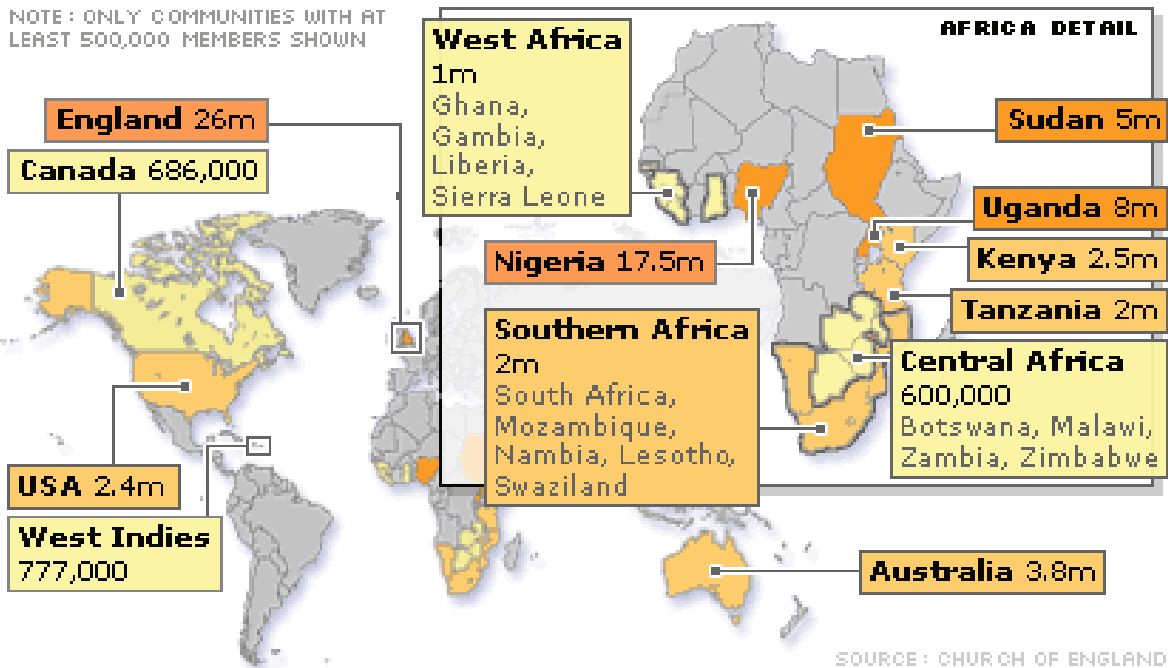 NOTE: ONLY COMMUNITIES WITH AT
LEAST 500,000 MEMBERS SHOWN
AFRICA DETAIL
West Africa
1m
Ghana,
Gambia,
Liberia,
Sierra Leone
England 26m
Canada 686,000
Sudan 5m
Uganda 8m
Nigeria 17.5m
Kenya 2.5m
Tanzania 2m
Southern Africa
2m
South Africa,
Mozambique,
Nambia, Lesotho,
Swaziland
Central Africa
600,000
Botswana, Malawi,
Zambia, Zimbabwe
USA 2.4m
West Indies
777,000
Australia 3.8m
SOURCE: CHURCH OF ENGLAND